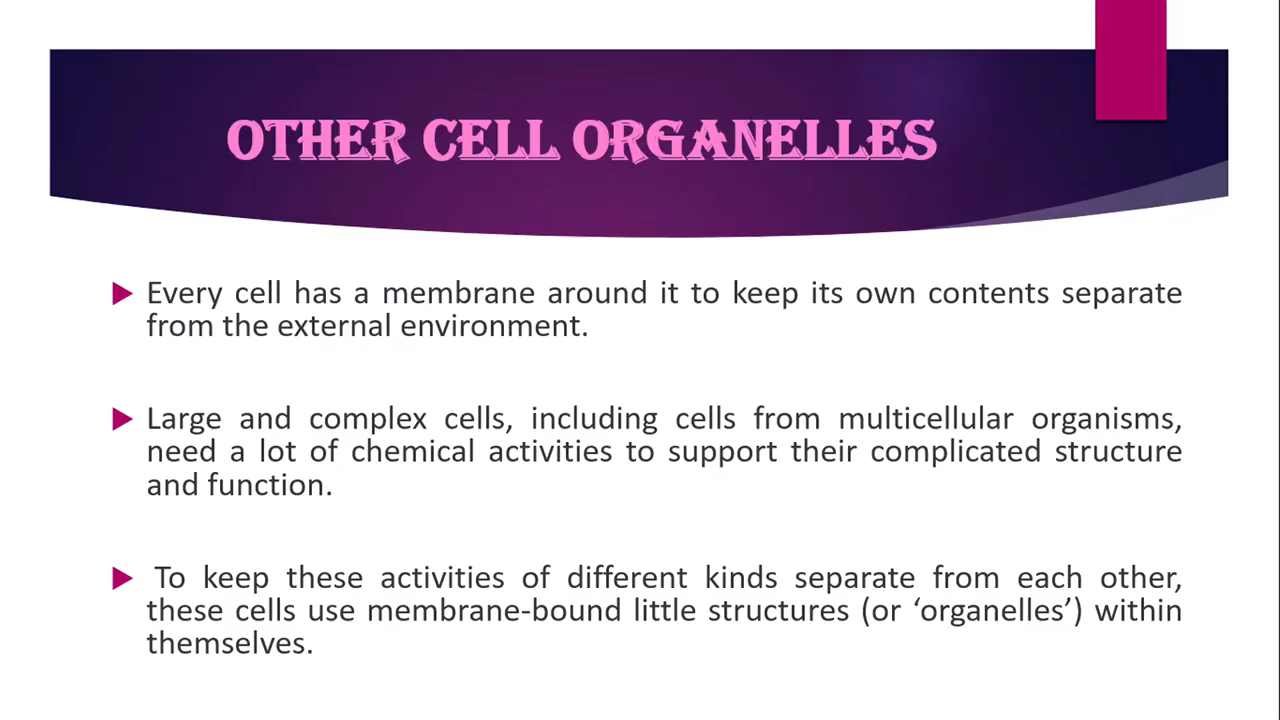 OTHER CELL ORGANELLES
Every cell has a membrane around it to keep its own contents separate
from the external environment.
Large and complex cells, including cells from multicellular organisms,
need a lot of chemical activities to support their complicated structure
and function.
To keep these activities of different kinds separate from each other,
these cells use membrane-bound little structures (or ‘organelles’) within
themselves.